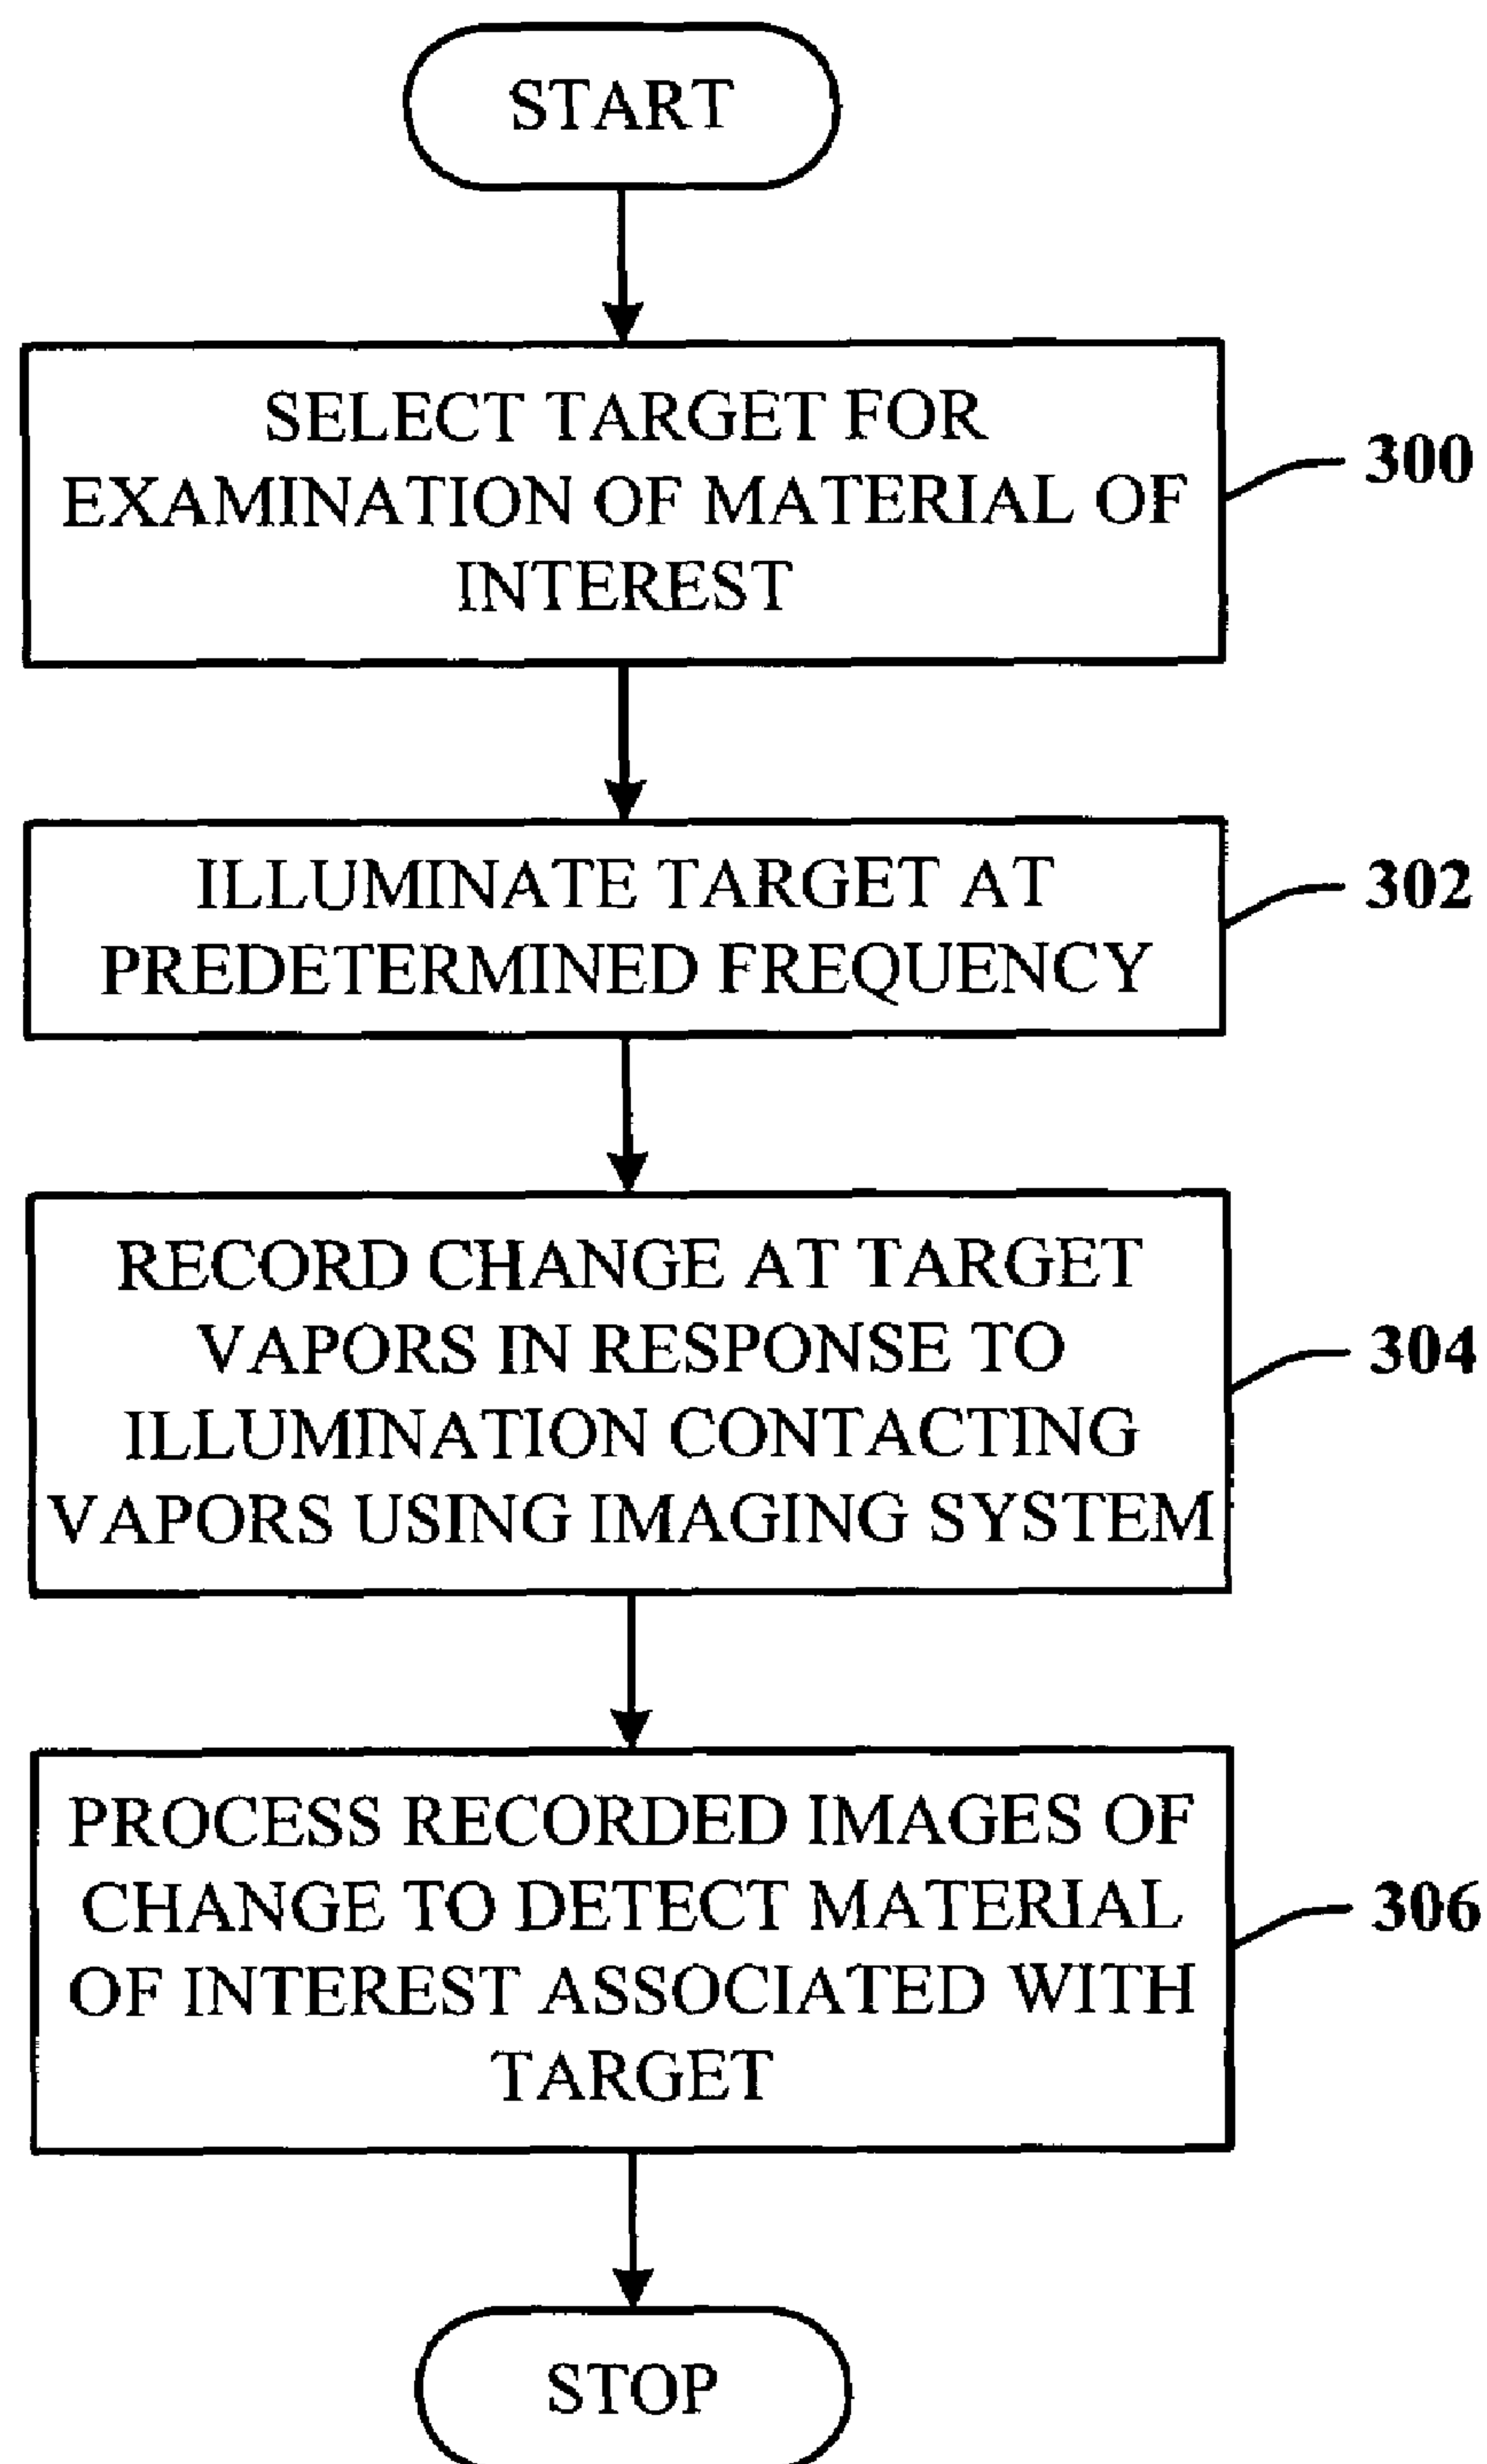 START
SELECT TARGET FOR
EXAMINATION OF MATERIAL OF
INTEREST
300
ILLUMINATE TARGET AT
PREDETERMINED FREQUENCY
302
RECORD CHANGE AT TARGET
VAPORS IN RESPONSE TO
ILLUMINATION CONTACTING
VAPORS USING IMAGING SYSTEM
304
PROCESS RECORDED IMAGES OF
CHANGE TO DETECT MATERIAL
OF INTEREST ASSOCIATED WITH
TARGET
306
STOP